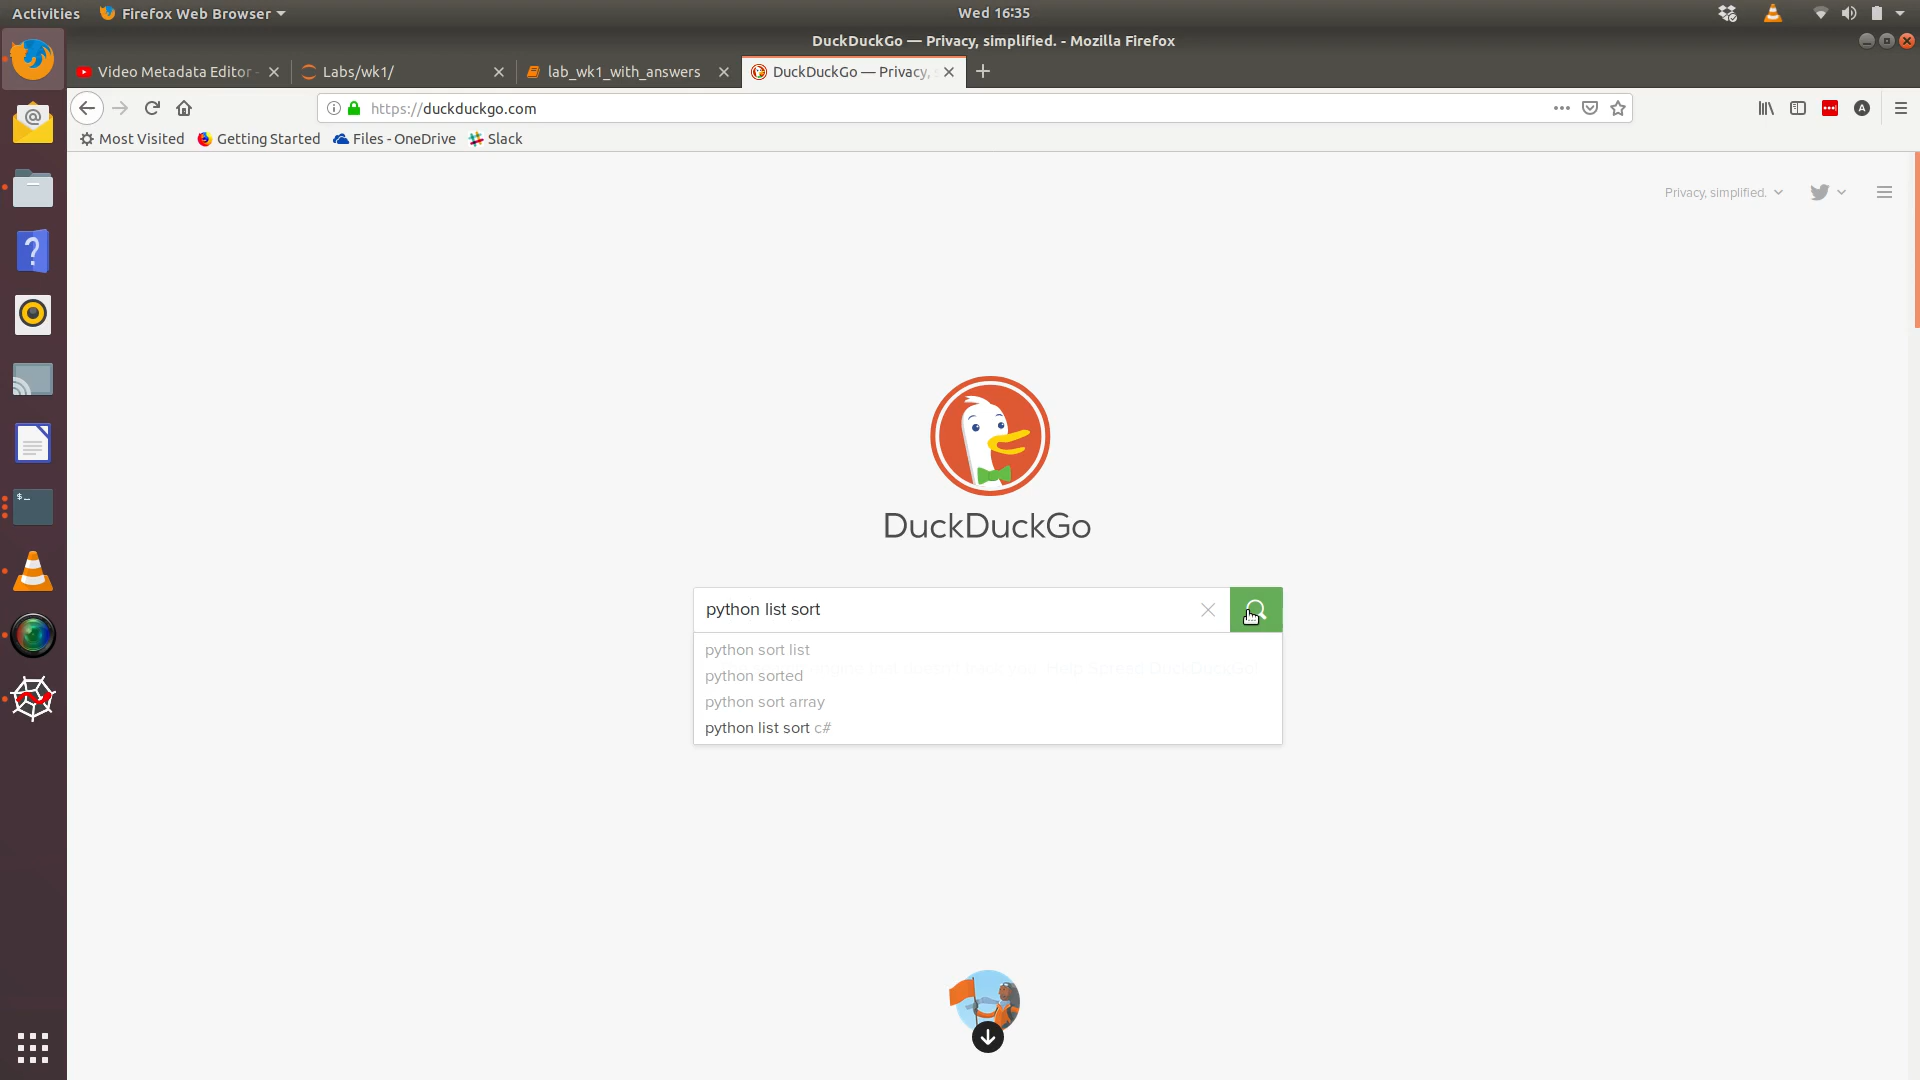 Activities Firefox Web Browser Wed 16:35
DuckDuckGo — Privacy, simplified. - Mozilla Firefox
Video Metadata Editor - Labs/wk1/ lab_wk1_with_answers DuckDuckGo — Privacy, s
https://duckduckgo.com
Most Visited Getting Started Files - OneDrive Slack
Privacy, simplified.
DuckDuckGo
python list sort
python sort list
python sorted
python sort array
python list sort c#